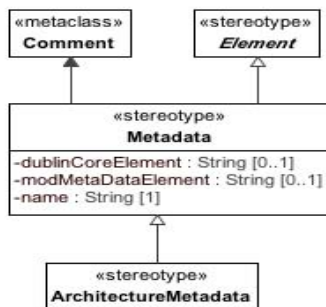 «metaclass»
Comment
«stereotype»
Element
«stereotype»
Metadata
-dublinCoreElement : String [0..1]
-modMetaDataElement : String [0..1]
-name : String [1]
«stereotype»
ArchitectureMetadata